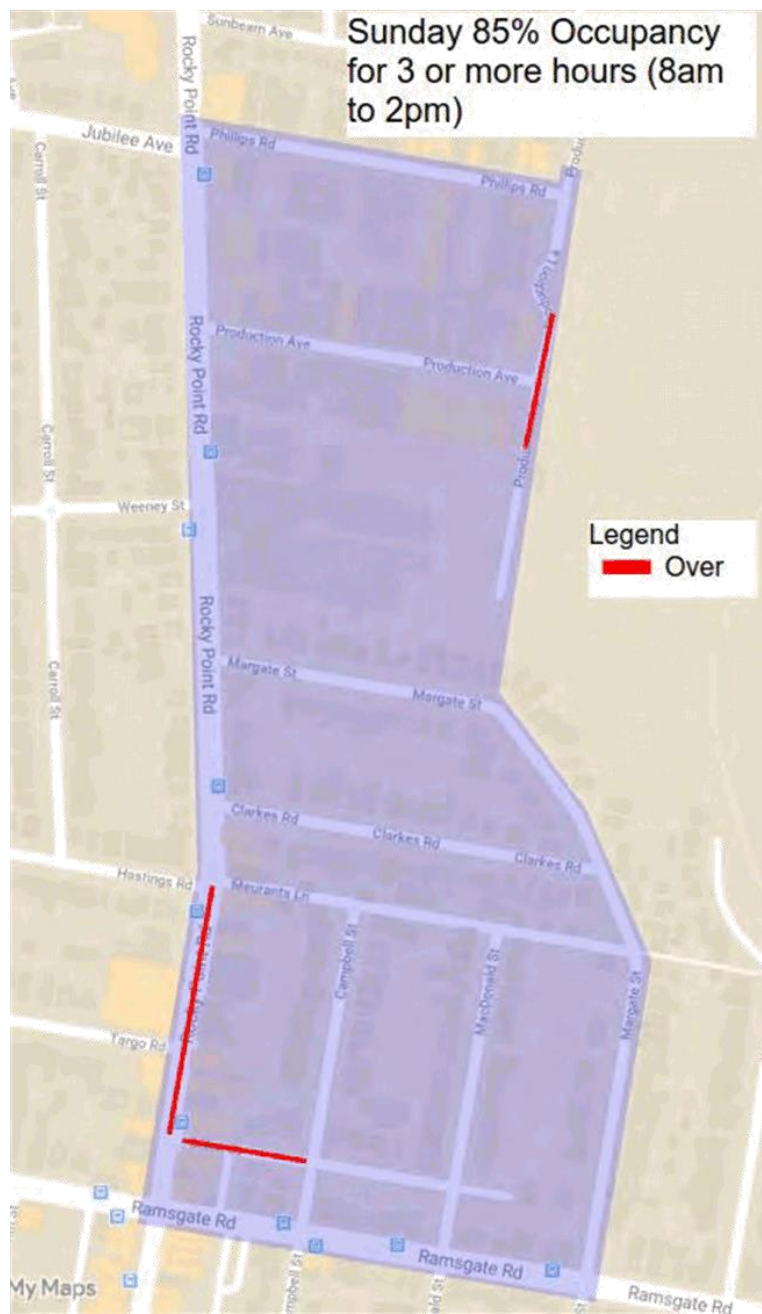 Sunday 85% Occupancy
for 3 or more hours (8am
to 2pm)
Sunbeam Ave
Rocky Point Rd
Jubilee Ave
Phillips Rd
Phillips Rd
Carroll St
Production Ave
Production Ave
Rocky Point Rd
Carroll St
Weeney St
Legend
Over
Rocky Point Rd
Margate St
Margate St
Carroll St
Clarkes Rd
Clarkes Rd
Clarkes Rd
Hastings Rd
Meurants Ln
Campbell St
MacDonald St
Margate St
Targo Rd
Ramsgate Rd
Ramsgate Rd
Ramsgate Rd
My Maps